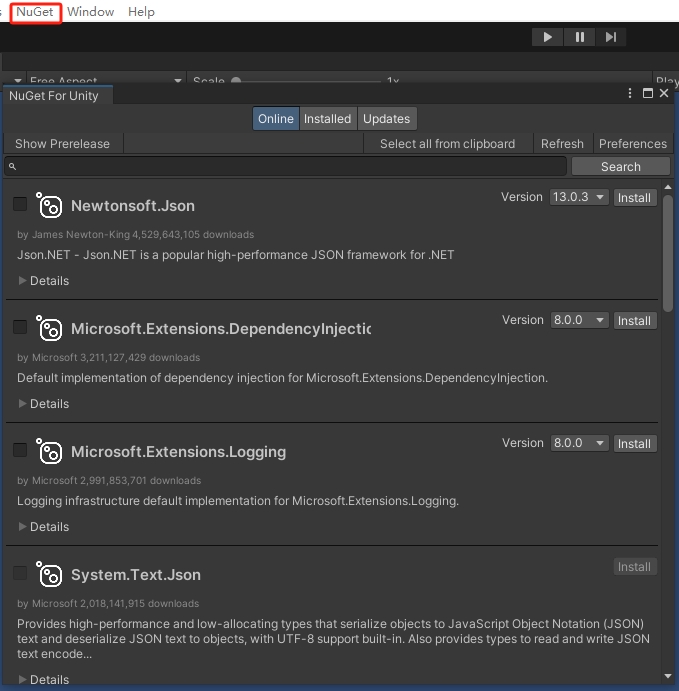 NuGet Window Help
Free Aspect Scale 1x
NuGet For Unity
Online Installed Updates
Show Prerelease Select all from clipboard Refresh Preferences
Search
Newtonsoft.Json Version 13.0.3 Install
by James Newton-King 4,529,643,105 downloads
Json.NET - Json.NET is a popular high-performance JSON framework for .NET
Details
Microsoft.Extensions.DependencyInjectic Version 8.0.0 Install
by Microsoft 3,211,127,429 downloads
Default implementation of dependency injection for Microsoft.Extensions.DependencyInjection.
Details
Microsoft.Extensions.Logging Version 8.0.0 Install
by Microsoft 2,991,853,701 downloads
Logging infrastructure default implementation for Microsoft.Extensions.Logging.
Details
System.Text.Json Install
by Microsoft 2,018,141,915 downloads
Provides high-performance and low-allocating types that serialize objects to JavaScript Object Notation (JSON)
text and deserialize JSON text to objects, with UTF-8 support built-in. Also provides types to read and write JSON
text encode...
Details